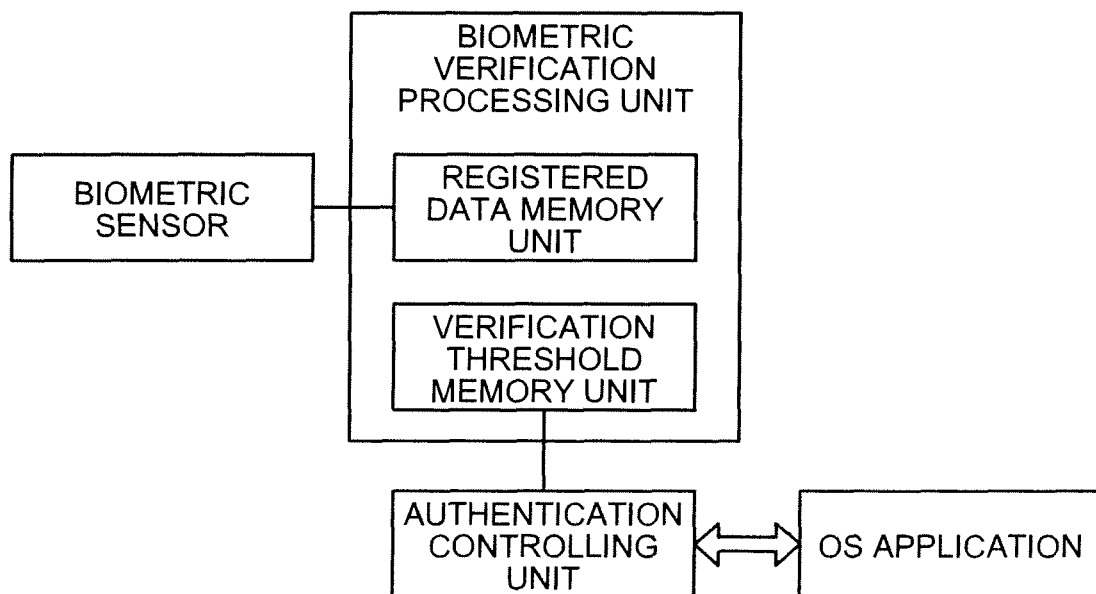 BIOMETRIC
VERIFICATION
PROCESSING UNIT
BIOMETRIC
SENSOR
REGISTERED
DATA MEMORY
UNIT
VERIFICATION
THRESHOLD
MEMORY UNIT
AUTHENTICATION
CONTROLLING
UNIT
OS APPLICATION